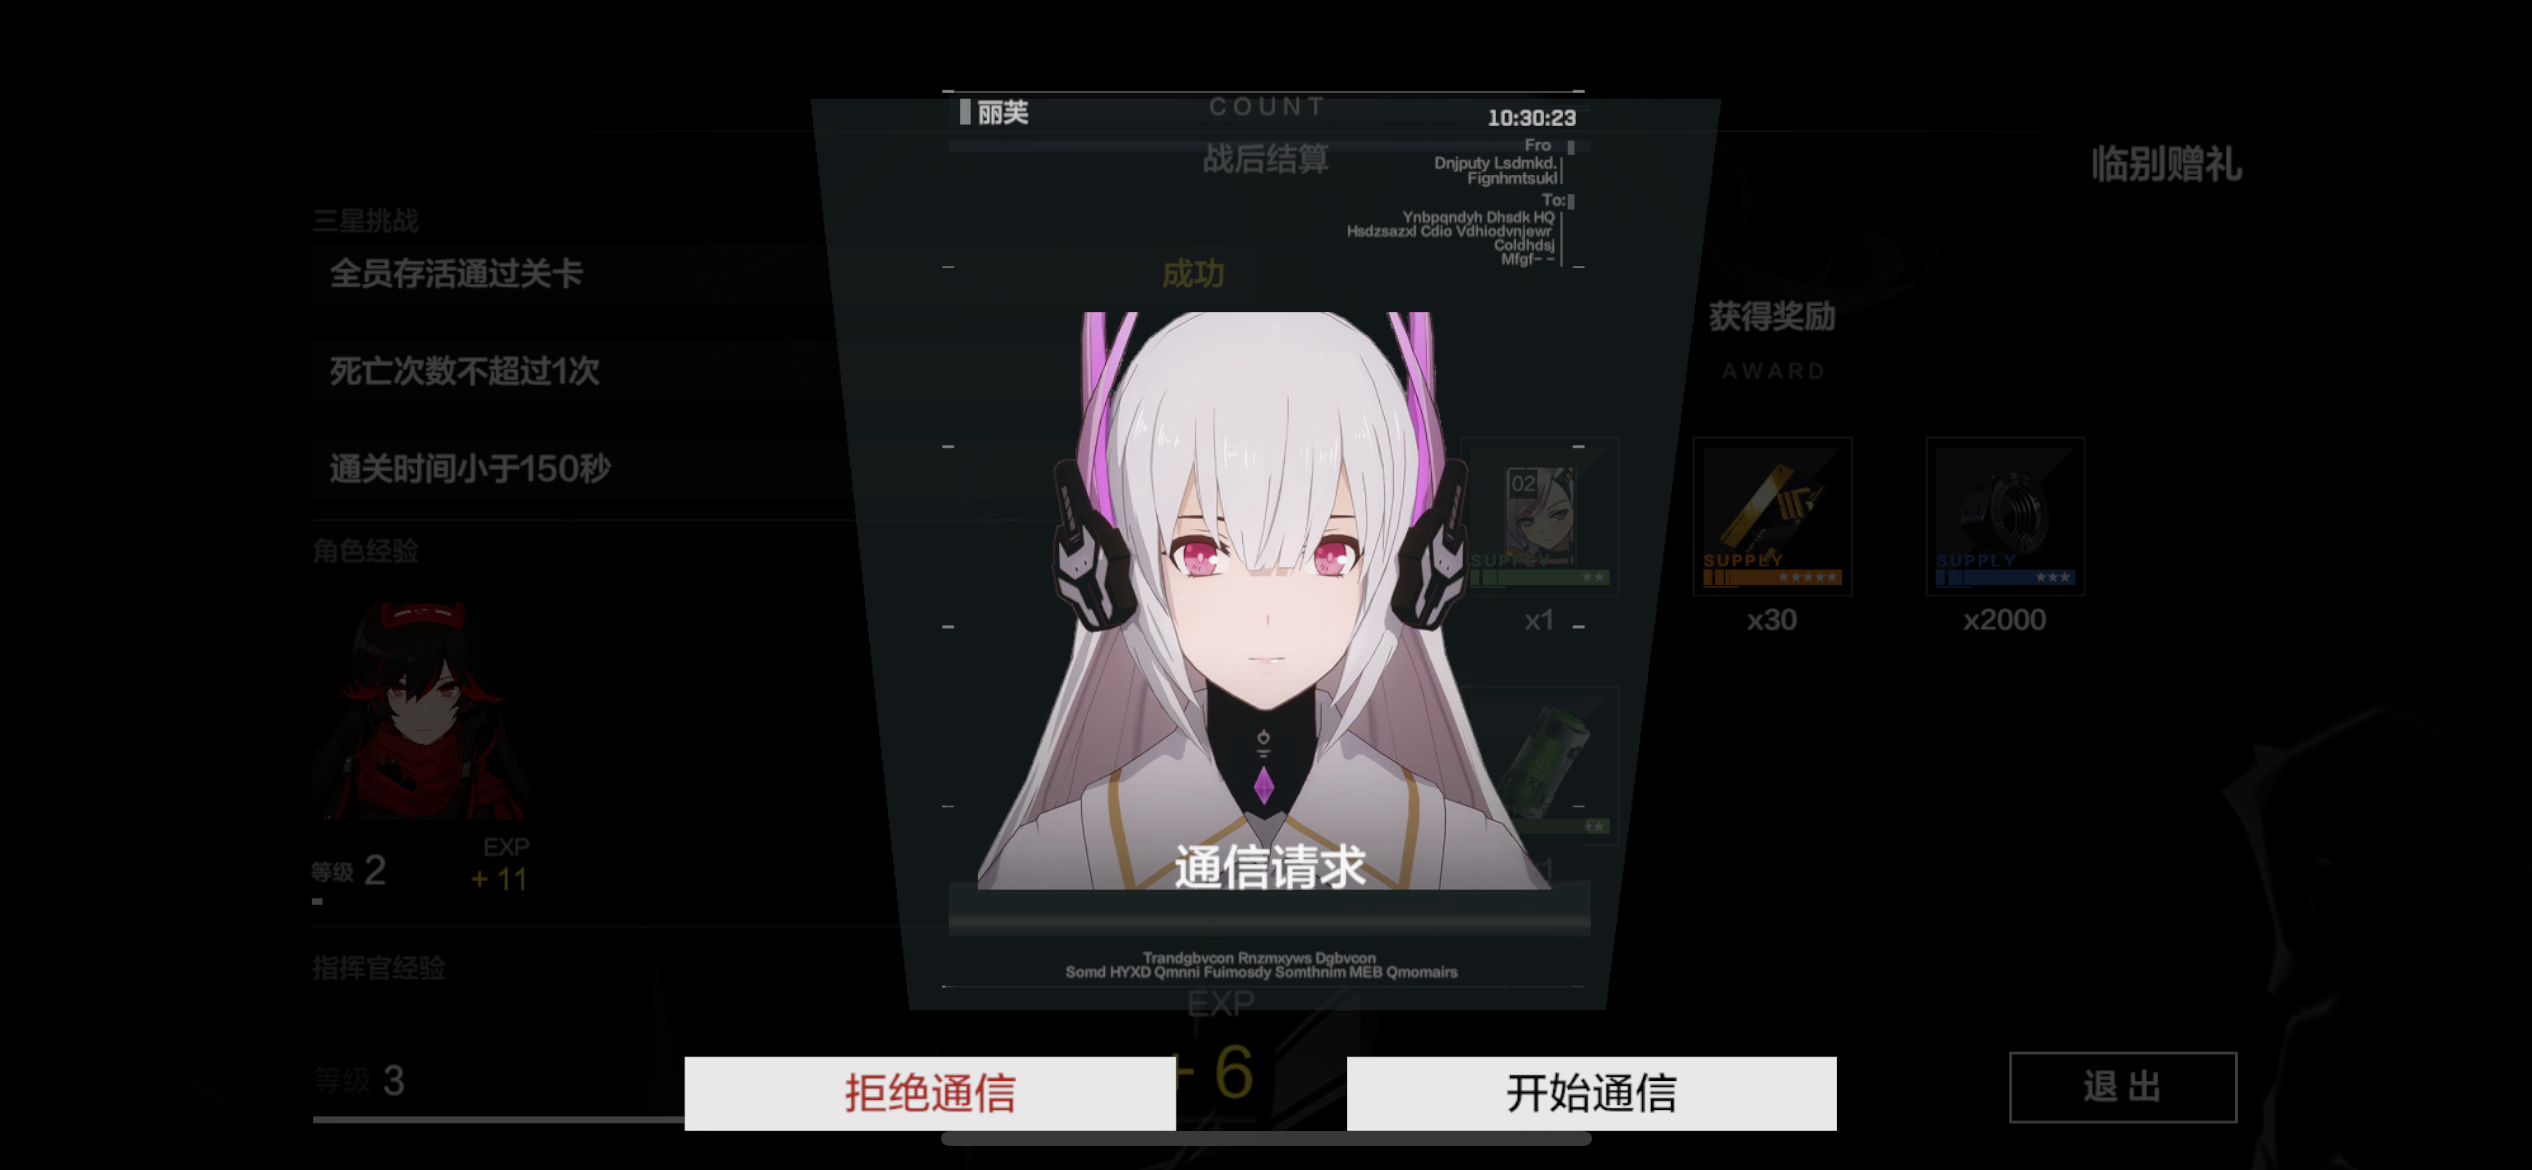 丽芙
COUNT
10:30:23
战后结算
Fro
Dnjputy Lsdmkd.
Fignhmtsukl
To:
Ynbpqndyh Dhsdk HQ
Hsdzsazxl Cdio Vdhiodvnjewr
Coldhdsj
Mfgf- -
临别赠礼
三星挑战
全员存活通过关卡
成功
死亡次数不超过1次
通关时间小于150秒
角色经验
等级 2
EXP
+ 11
指挥官经验
等级 3
EXP
+ 6
获得奖励
AWARD
02
SUPPLY
x1
SUPPLY
x30
SUPPLY
x2000
通信请求
Trandgbvcon Rnzmxyws Dgbvcon
Somd HYXD Qmnni Fuimosdy Somthnim MEB Qmomairs
拒绝通信
开始通信
退出